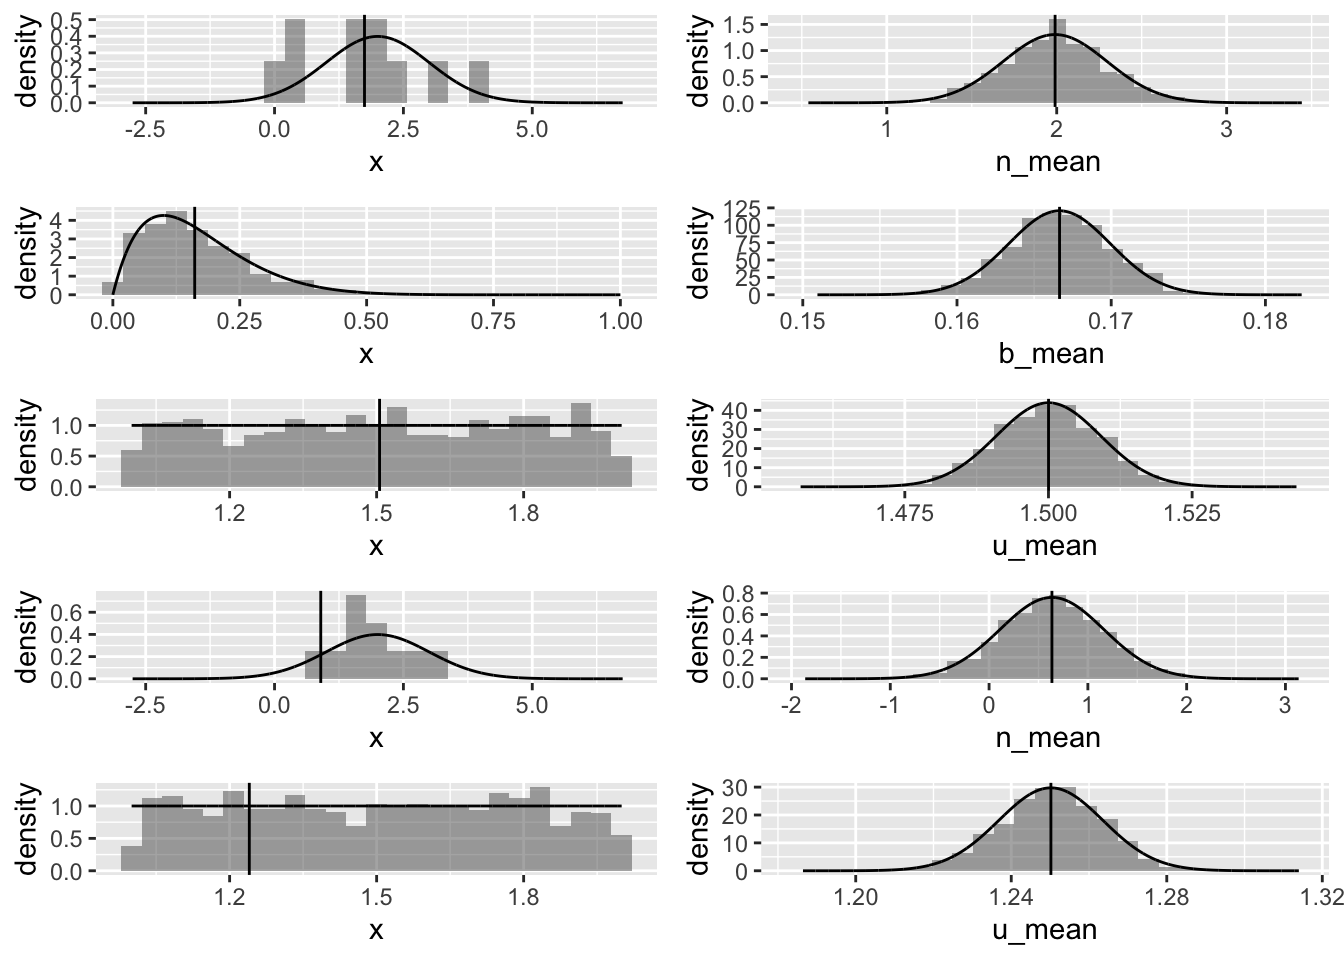 density
0.5
0.4
0.3
0.2
0.1
0.0
-2.5 0.0 2.5 5.0
x
density
1.5
1.0
0.5
0.0
1 2 3
n_mean
density
4
3
2
1
0
0.00 0.25 0.50 0.75 1.00
x
density
125
100
75
50
25
0
0.15 0.16 0.17 0.18
b_mean
density
1.0
0.5
0.0
1.2 1.5 1.8
x
density
40
30
20
10
0
1.475 1.500 1.525
u_mean
density
0.6
0.4
0.2
0.0
-2.5 0.0 2.5 5.0
x
density
0.8
0.6
0.4
0.2
0.0
-2 -1 0 1 2 3
n_mean
density
1.0
0.5
0.0
1.2 1.5 1.8
x
density
30
20
10
0
1.20 1.24 1.28 1.32
u_mean